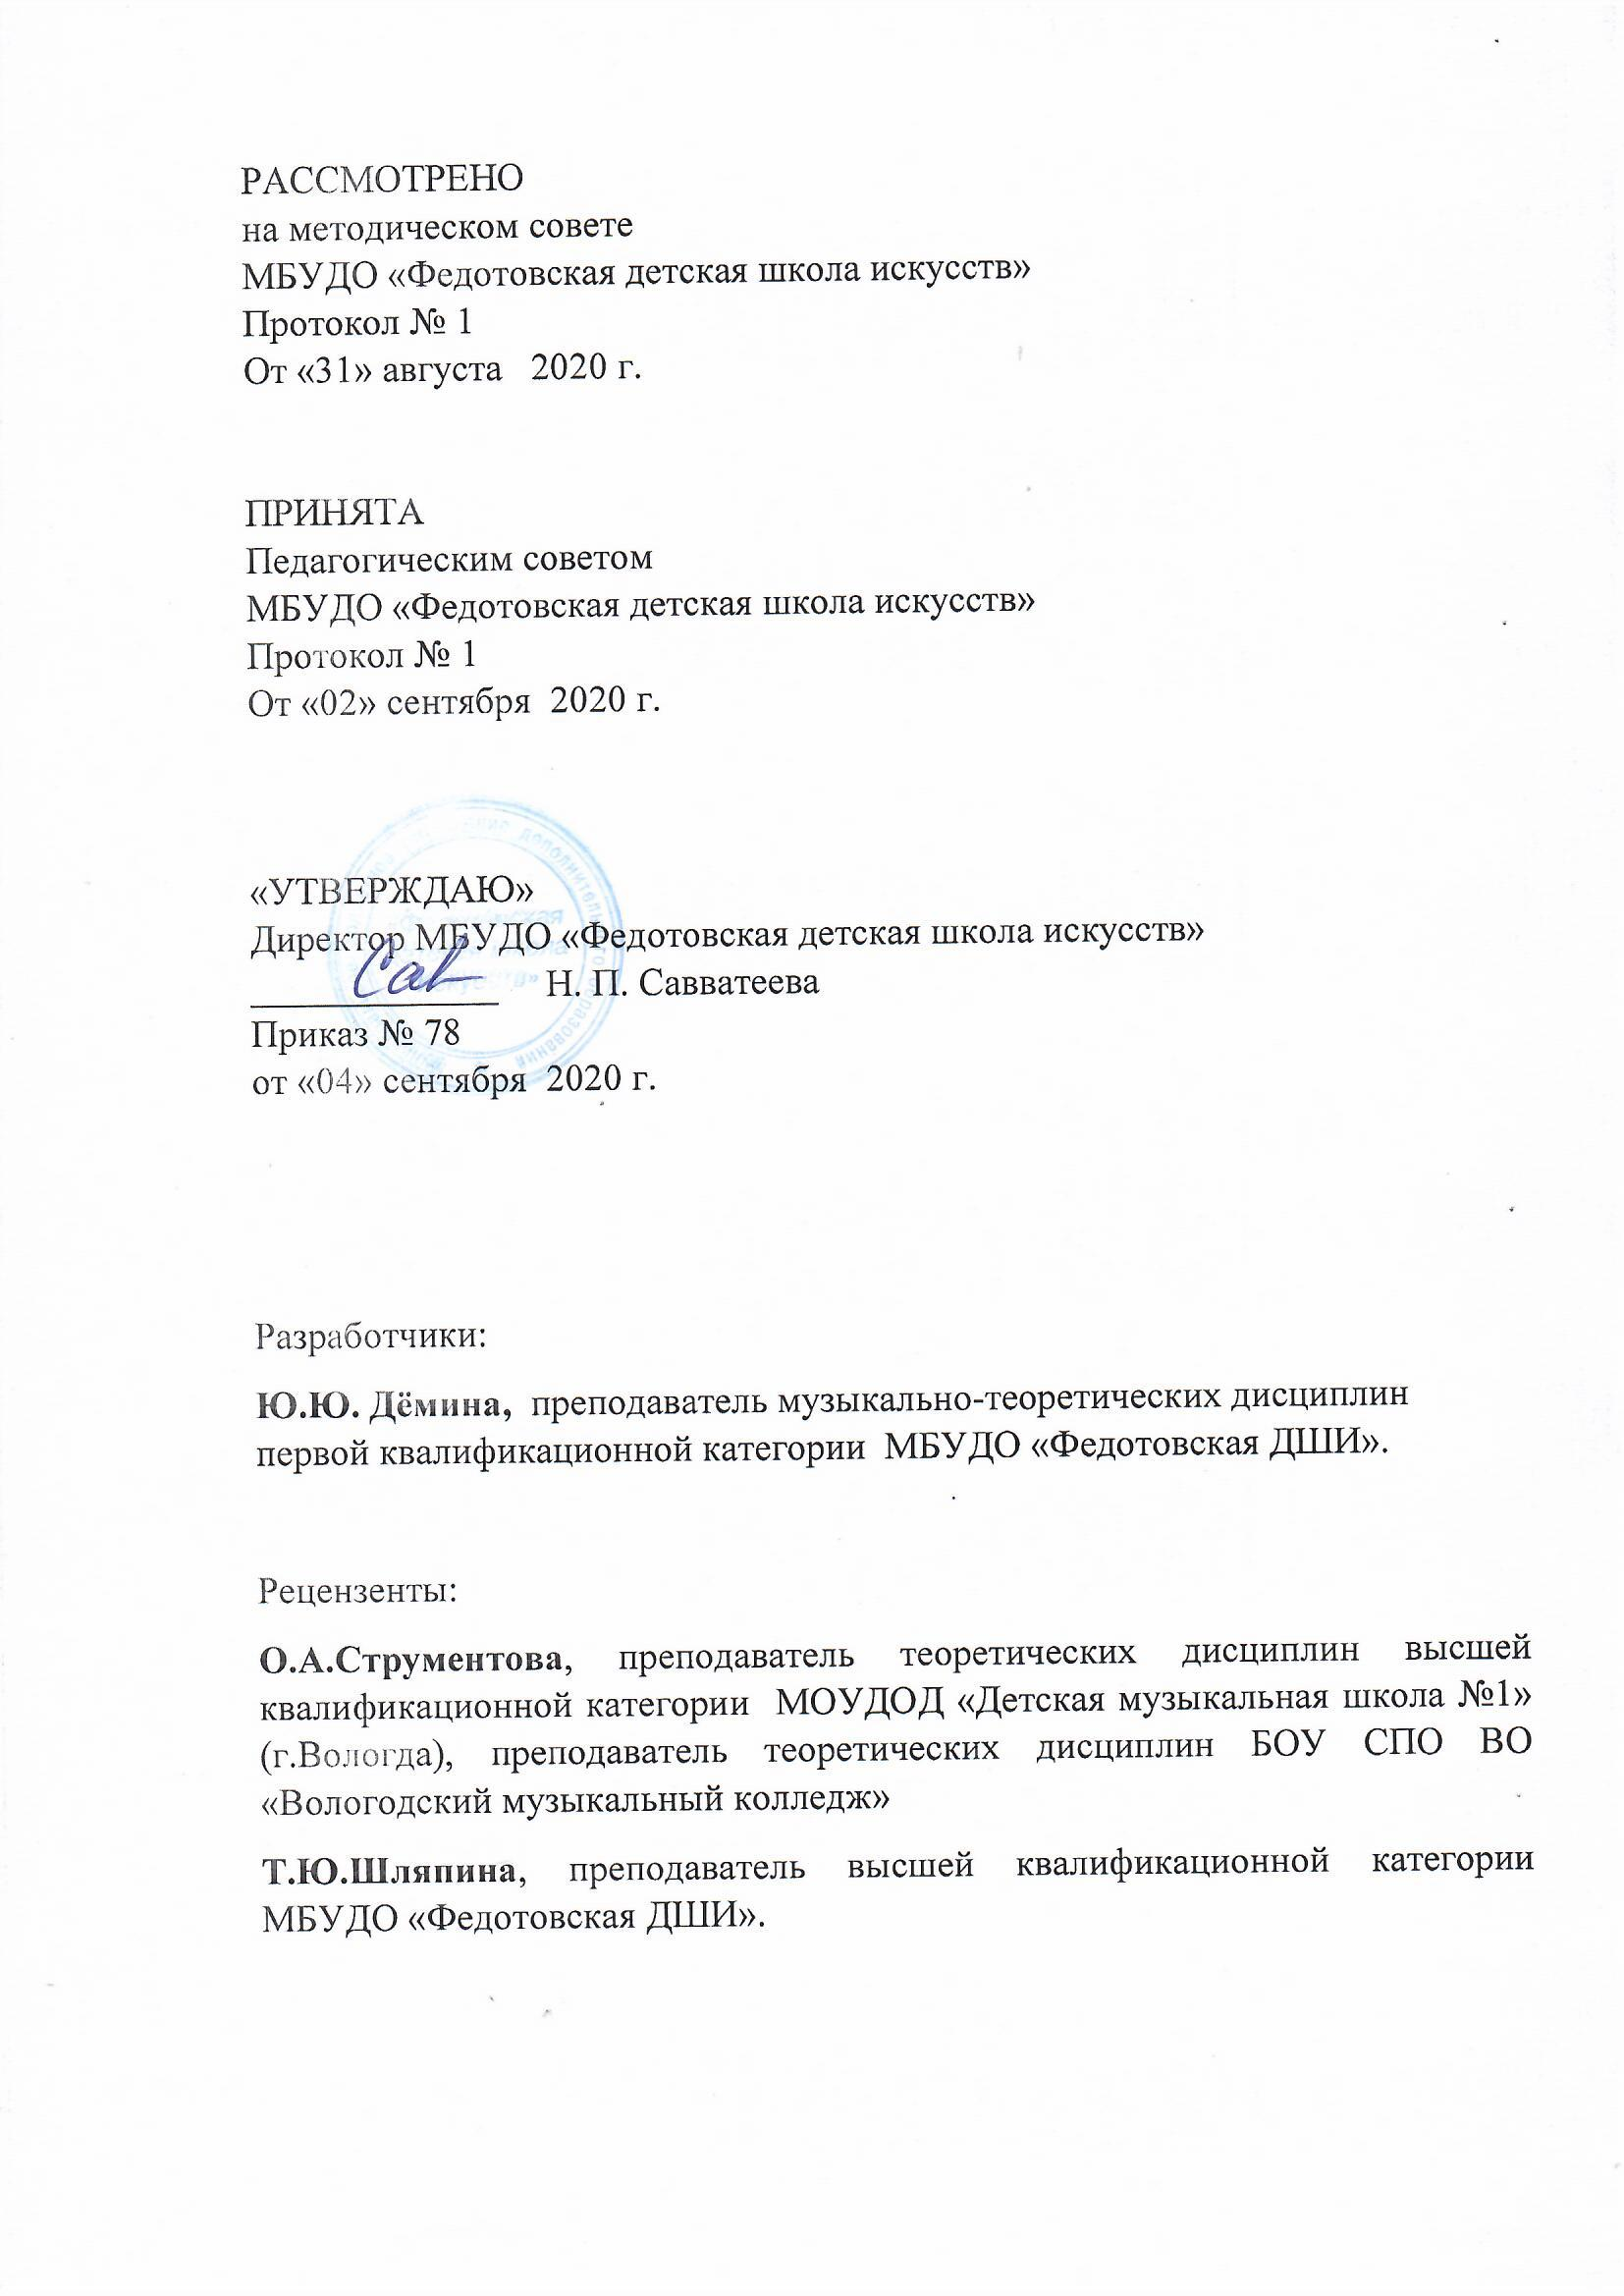 РАССМОТРЕНО
на методическом совете
МБУДО «Федотовская детская школа искусств»
Протокол № 1
От «31» августа 2020 г.
ПРИНЯТА
Педагогическим советом
МБУДО «Федотовская детская школа искусств»
Протокол № 1
От «02» сентября 2020 г.
«УТВЕРЖДАЮ»
Директор МБУДО «Федотовская детская школа искусств»
Н. П. Савватеева
Приказ № 78
от «04» сентября 2020 г.
Разработчики:
Ю.Ю. Дёмина, преподаватель музыкально-теоретических дисциплин
первой квалификационной категории МБУДО «Федотовская ДШИ».
Рецензенты:
О.А.Струментова, преподаватель теоретических дисциплин высшей
квалификационной категории МОУДОД «Детская музыкальная школа №1»
(г.Вологда), преподаватель теоретических дисциплин БОУ СПО ВО
«Вологодский музыкальный колледж»
Т.Ю.Шляпина, преподаватель высшей квалификационной категории
МБУДО «Федотовская ДШИ».